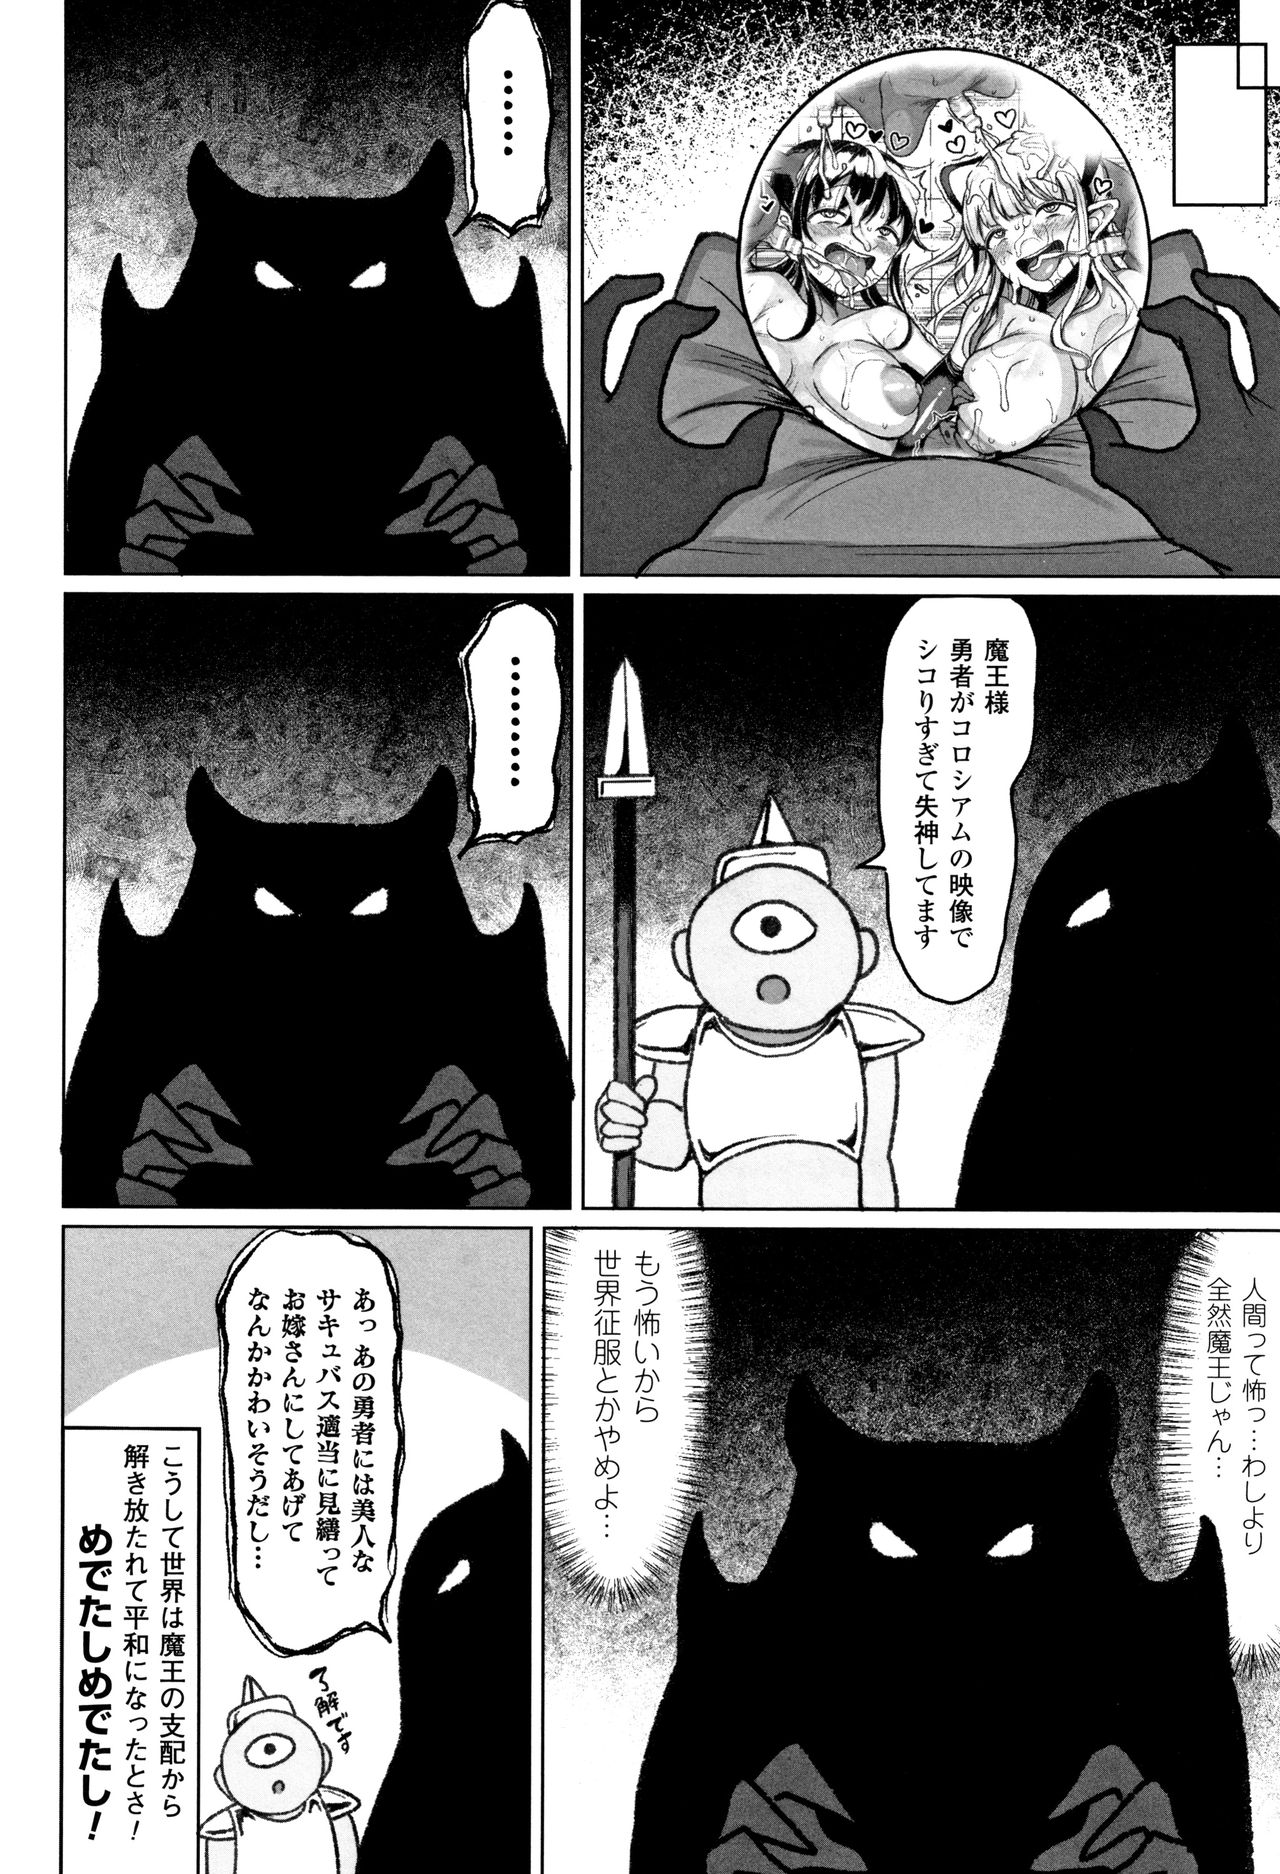 ……
魔王様
勇者がコロシアムの映像で
シコりすぎて失神してます
……
人間って怖っ…わしより
全然魔王じゃん…
もう怖いから
世界征服とかやめよ…
あっ あの勇者には美人な
サキュバス適当に見繕って
お嫁さんにしてあげて
なんかかわいそうだし…
了解です
こうして世界は魔王の支配から
解き放たれて平和になったとさ!
めでたしめでたし!